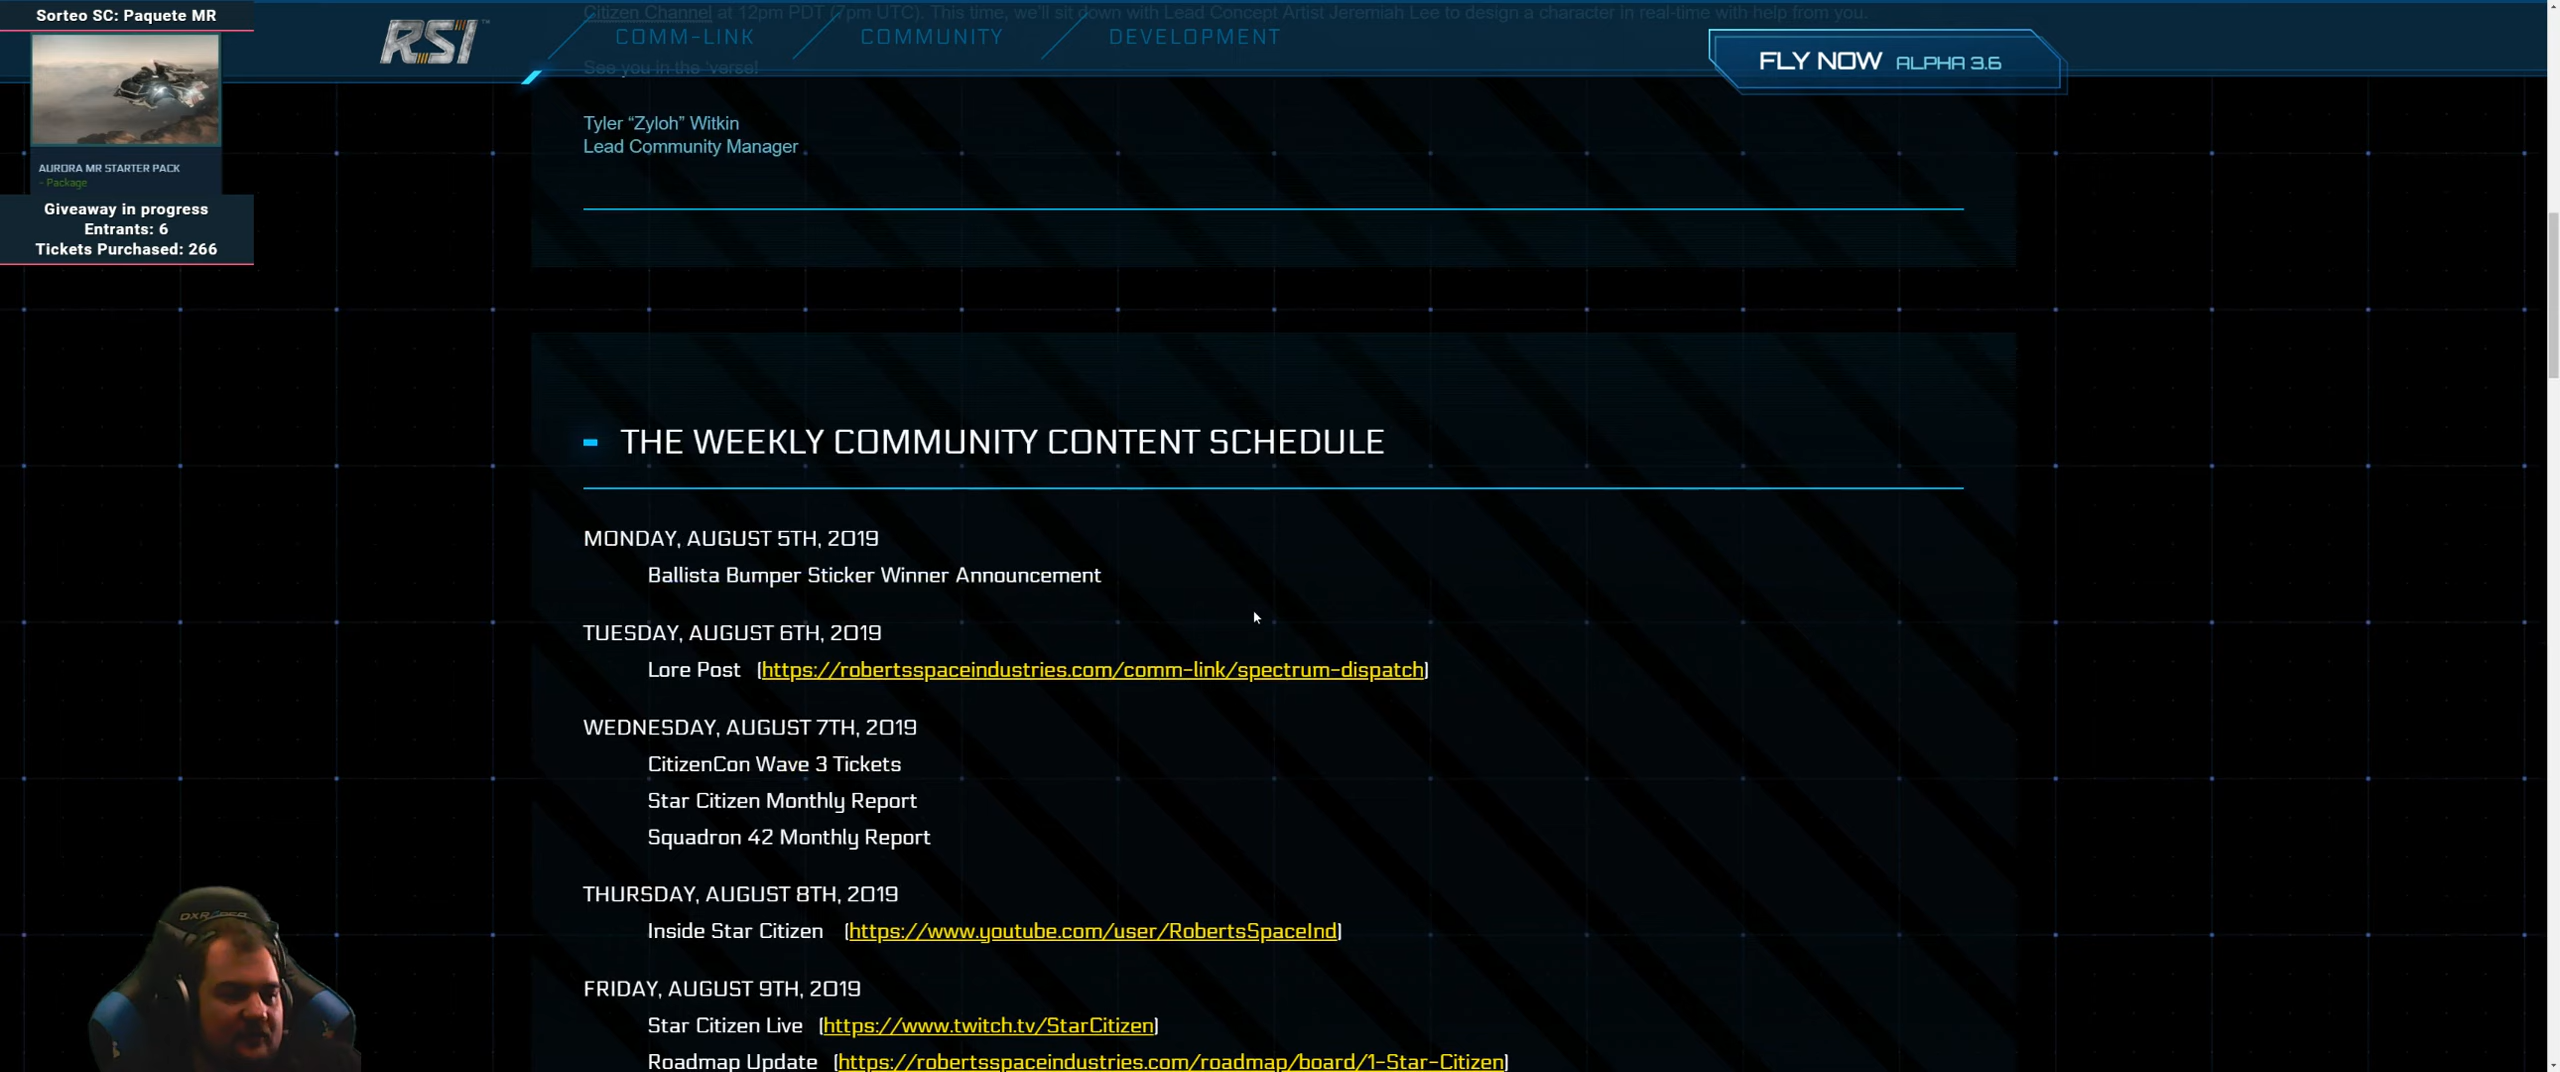 Sorteo SC: Paquete MR
AURORA MR STARTER PACK
- Package
Giveaway in progress
Entrants: 6
Tickets Purchased: 266
RSI
COMM-LINK
COMMUNITY
DEVELOPMENT
FLY NOW ALPHA 3.6
Citizen Channel at 12pm PDT (7pm UTC). This time, we'll sit down with Lead Concept Artist Jeremiah Lee to design a character in real-time with help from you.
See you in the 'verse!
Tyler “Zyloh” Witkin
Lead Community Manager
THE WEEKLY COMMUNITY CONTENT SCHEDULE
MONDAY, AUGUST 5TH, 2019
Ballista Bumper Sticker Winner Announcement
TUESDAY, AUGUST 6TH, 2019
Lore Post (https://robertsspaceindustries.com/comm-link/spectrum-dispatch)
WEDNESDAY, AUGUST 7TH, 2019
CitizenCon Wave 3 Tickets
Star Citizen Monthly Report
Squadron 42 Monthly Report
THURSDAY, AUGUST 8TH, 2019
Inside Star Citizen (https://www.youtube.com/user/RobertsSpaceInd)
FRIDAY, AUGUST 9TH, 2019
Star Citizen Live (https://www.twitch.tv/StarCitizen)
Roadmap Update (https://robertsspaceindustries.com/roadmap/board/1-Star-Citizen)